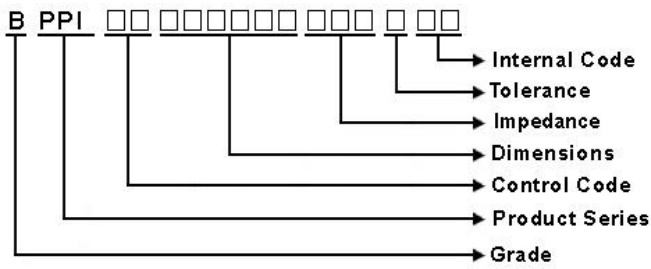 B PPI □□ □□□□□□ □□□ □ □□
Internal Code
Tolerance
Impedance
Dimensions
Control Code
Product Series
Grade